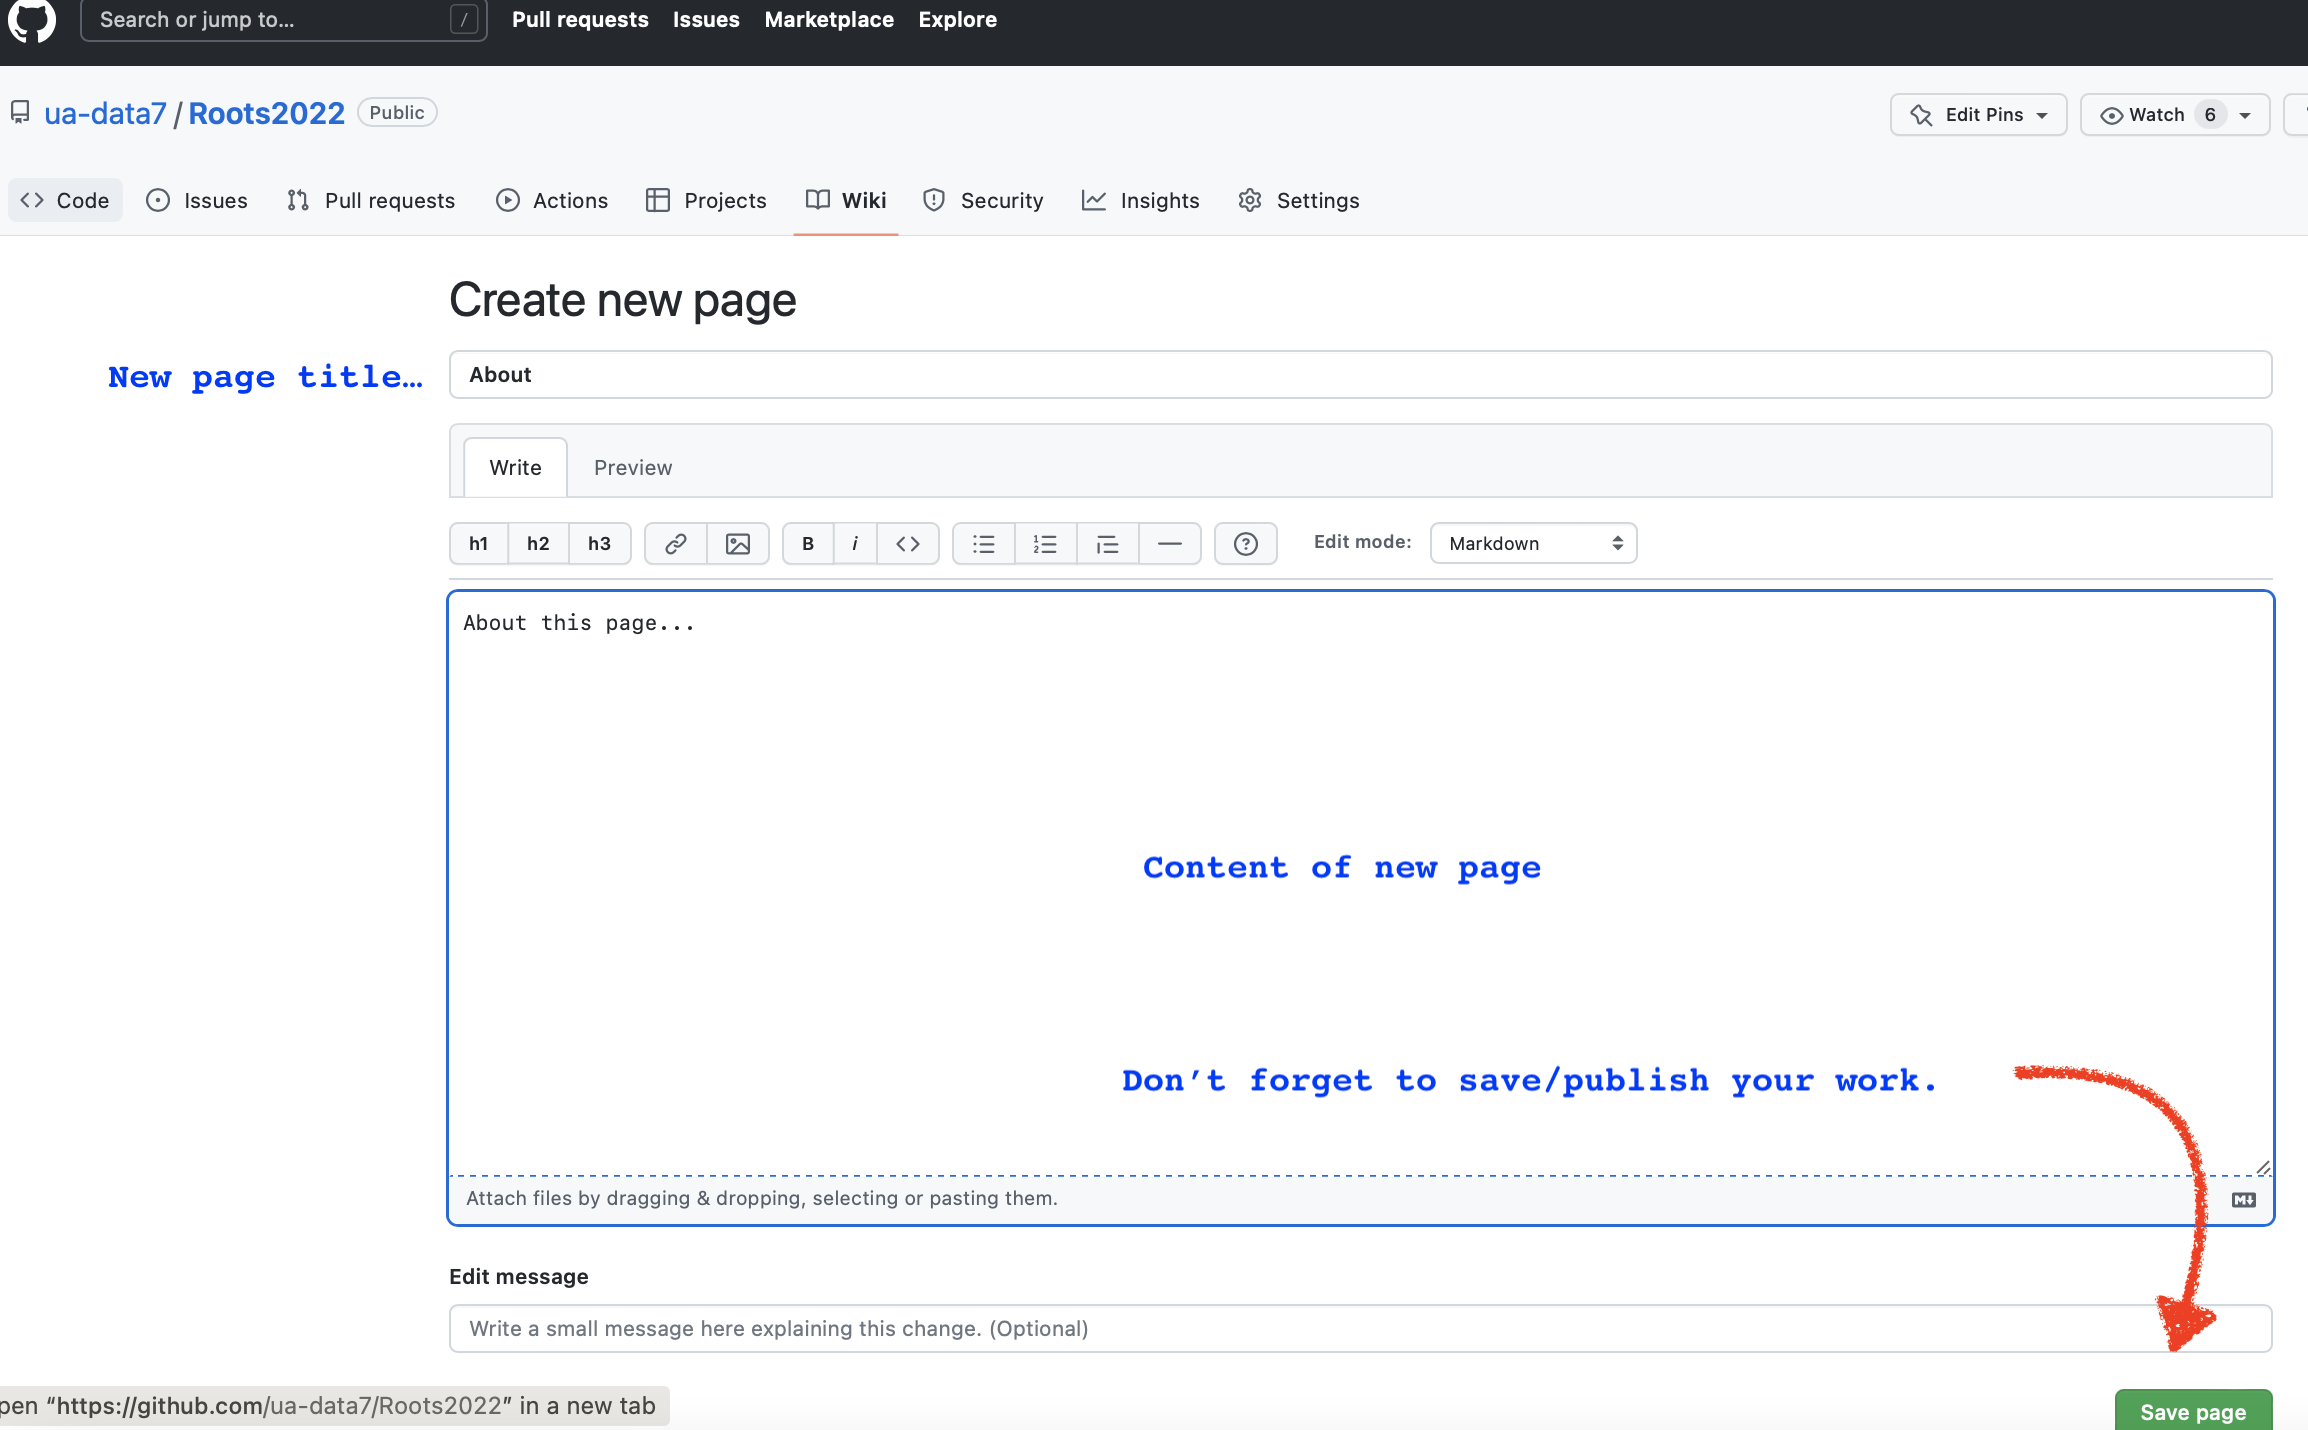 Search or jump to... /
Pull requests Issues Marketplace Explore
ua-data7 / Roots2022 Public
Edit Pins Watch 6
Code Issues Pull requests Actions Projects Wiki Security Insights Settings
Create new page
New page title… About
Write Preview
h1 h2 h3 B i <> Edit mode: Markdown
About this page...
Content of new page
Don’t forget to save/publish your work.
Attach files by dragging & dropping, selecting or pasting them.
Edit message
Write a small message here explaining this change. (Optional)
pen “https://github.com/ua-data7/Roots2022” in a new tab
Save page